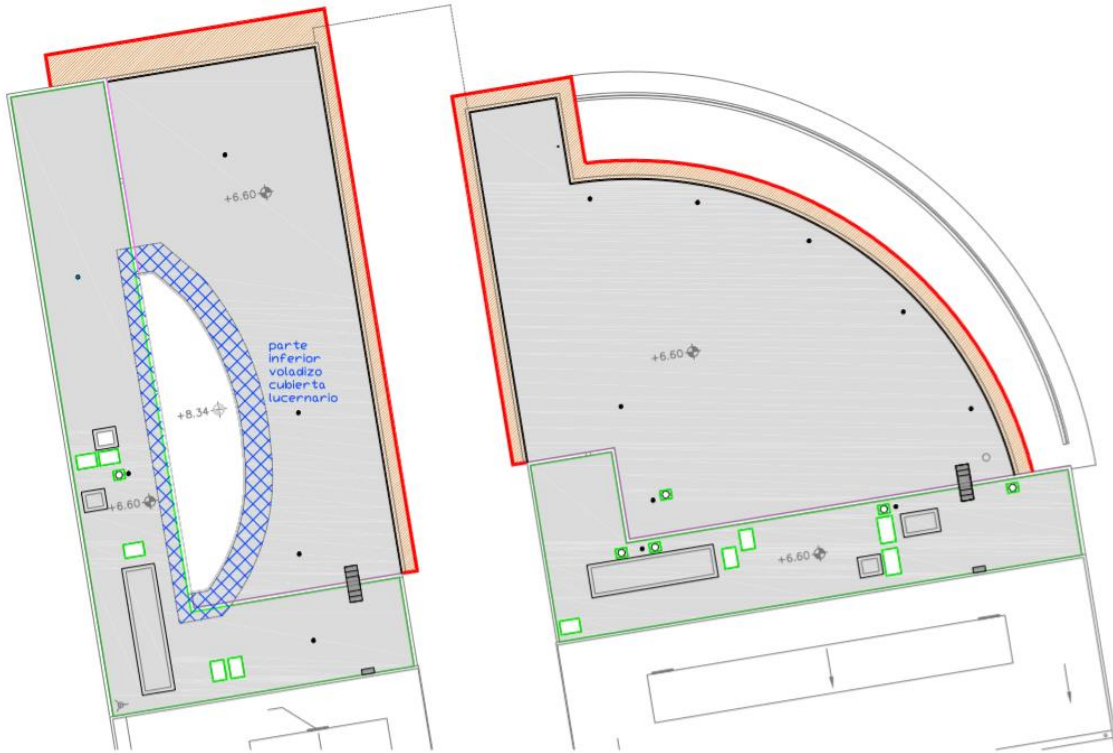 +6.60
parte
inferior
voladizo
cubierta
lucernario
+8.34
+6.60
+6.60
+6.60